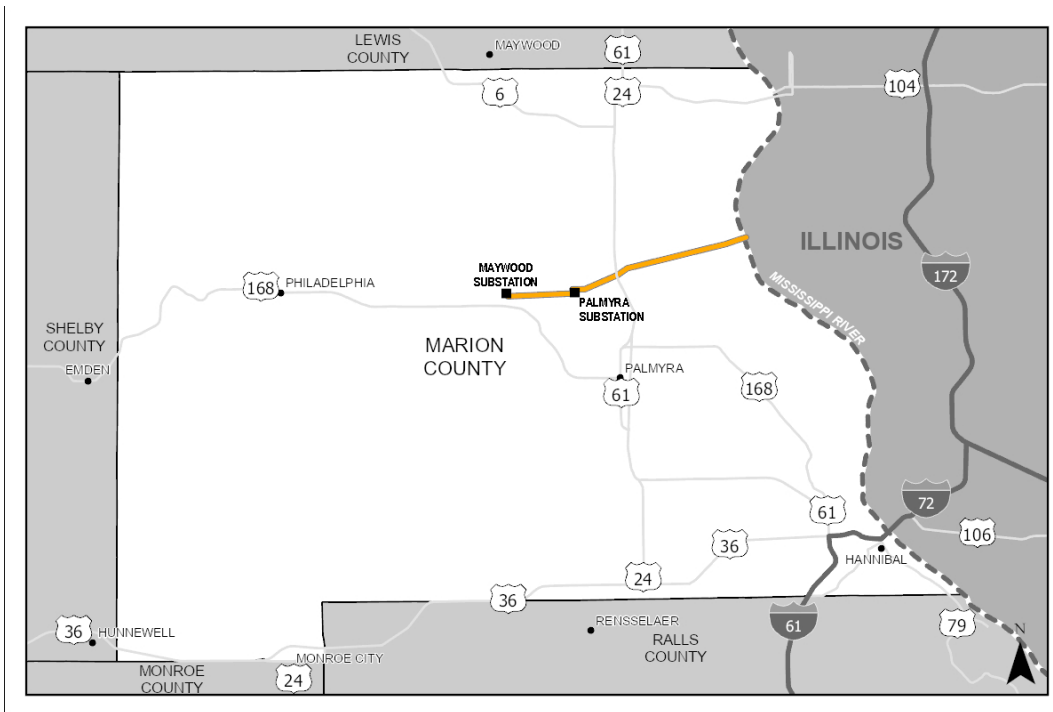 LEWIS
COUNTY
MAYWOOD
61
6
24
104
ILLINOIS
172
MAYWOOD
SUBSTATION
168
PHILADELPHIA
PALMYRA
SUBSTATION
MISSISSIPPI RIVER
SHELBY
COUNTY
EMDEN
MARION
COUNTY
PALMYRA
61
168
72
61
106
36
HANNIBAL
24
36
61
79
36
HUNNEWELL
RENSSELAER
RALLS
COUNTY
N
MONROE CITY
MONROE
COUNTY
24